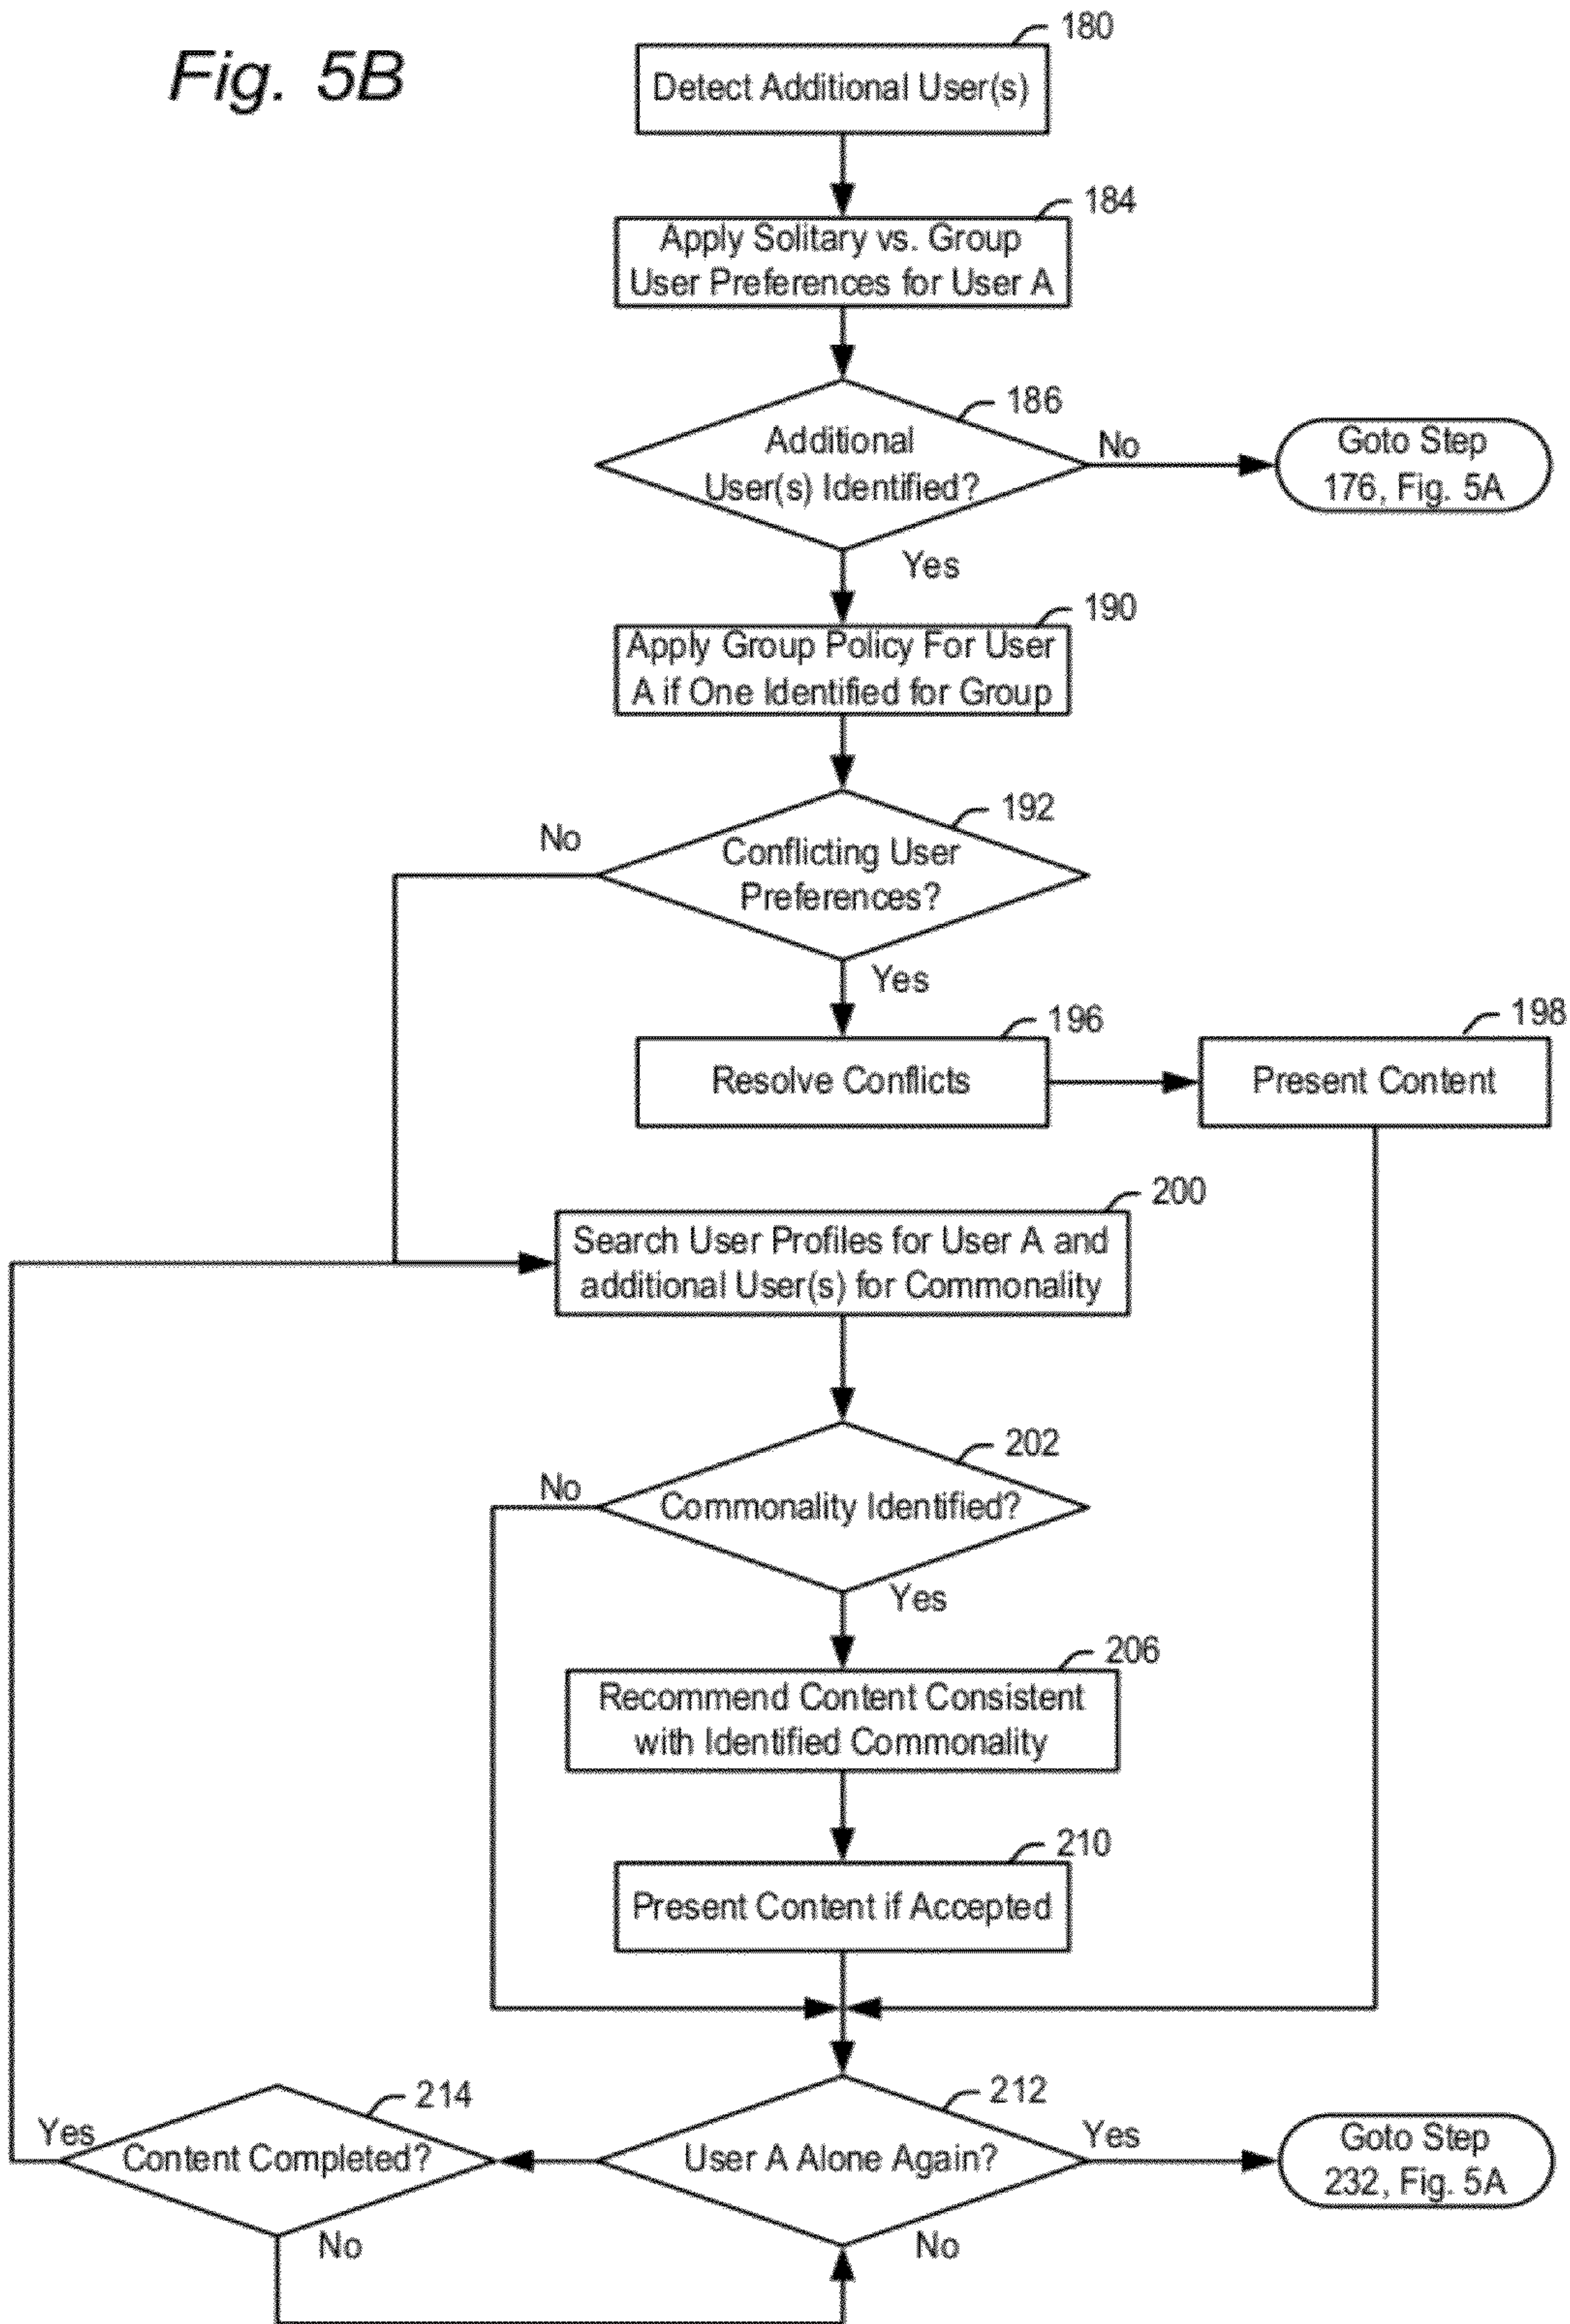 Fig. 5B
180
Detect Additional User(s)
184
Apply Solitary vs. Group
User Preferences for User A
186
Additional
User(s) Identified?
No
Goto Step
176, Fig. 5A
Yes
190
Apply Group Policy For User
A if One Identified for Group
192
No
Conflicting User
Preferences?
Yes
196
198
Resolve Conflicts
Present Content
200
Search User Profiles for User A and
additional User(s) for Commonality
202
No
Commonality Identified?
Yes
206
Recommend Content Consistent
with Identified Commonality
210
Present Content if Accepted
214
212
Yes
Content Completed?
User A Alone Again?
Yes
Goto Step
232, Fig. 5A
No
No